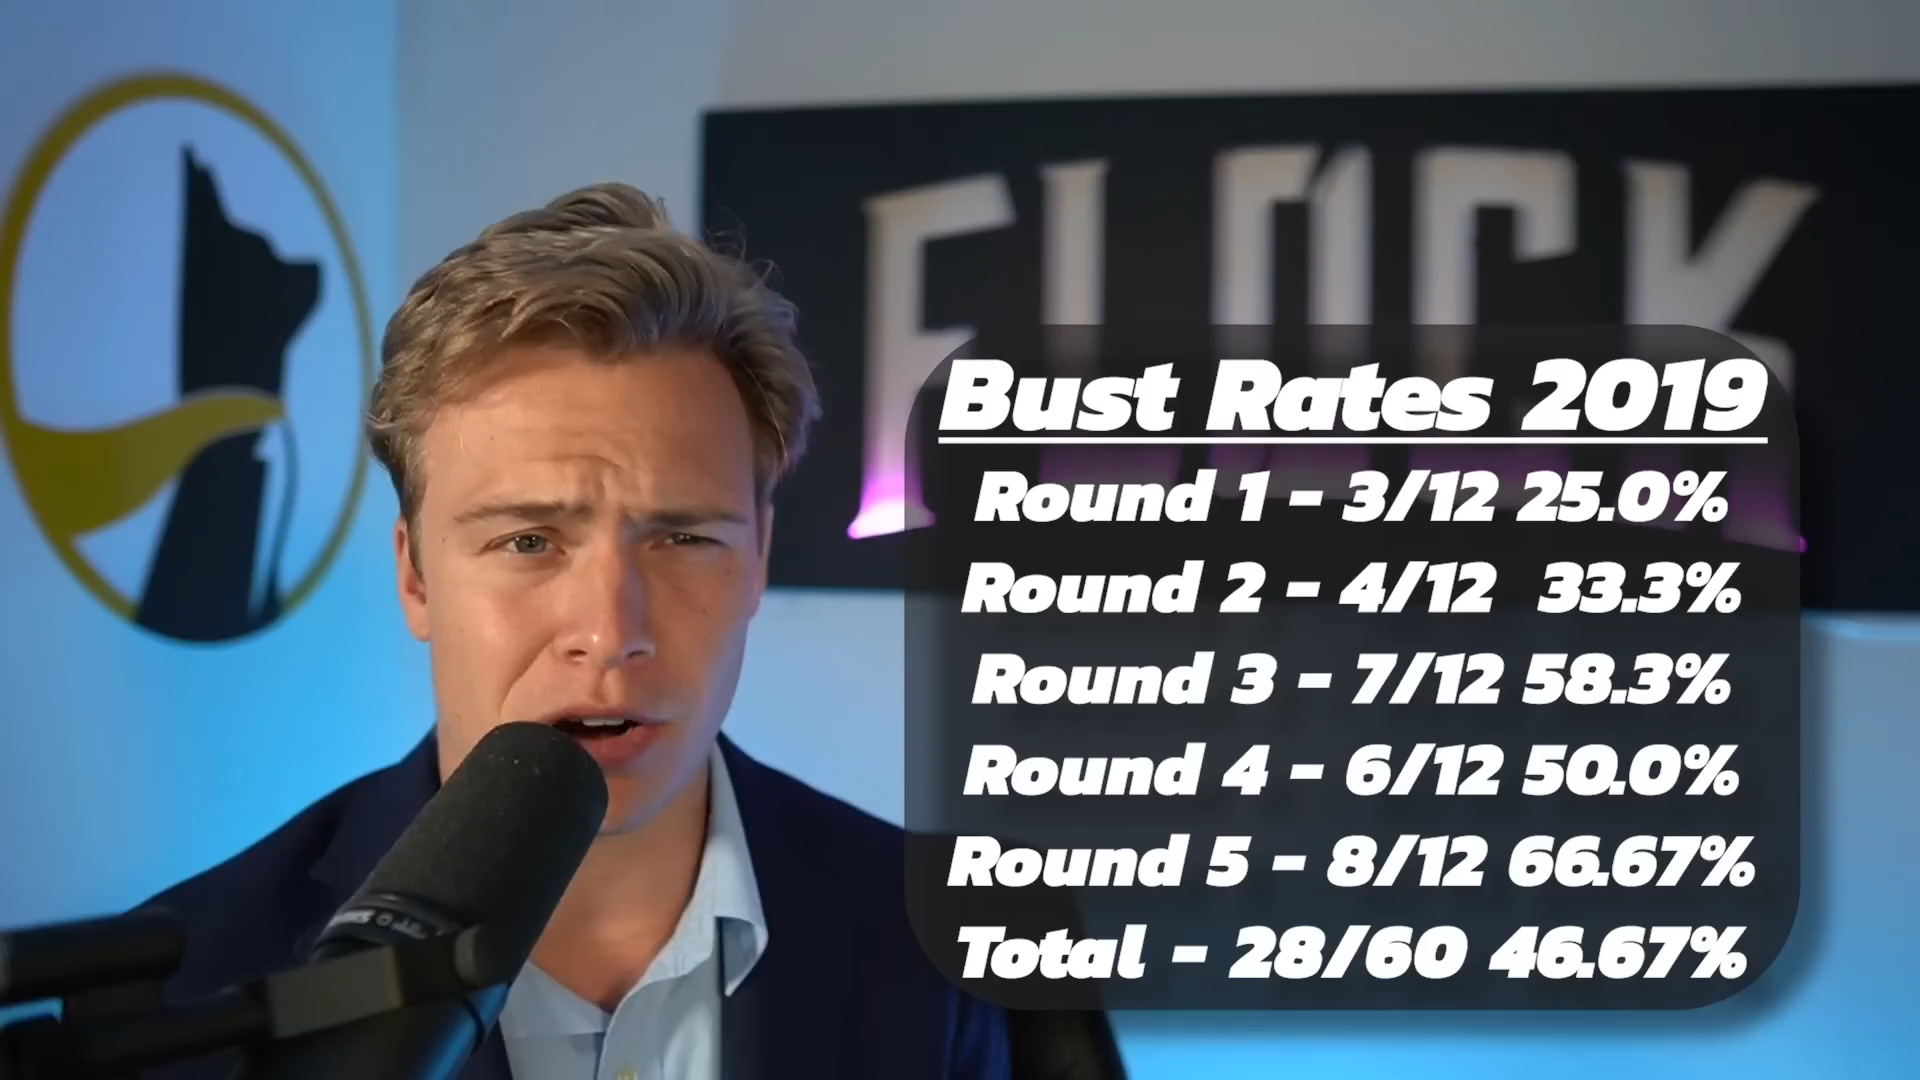 FLOCK
Bust Rates 2019
Round 1 - 3/12 25.0%
Round 2 - 4/12 33.3%
Round 3 - 7/12 58.3%
Round 4 - 6/12 50.0%
Round 5 - 8/12 66.67%
Total - 28/60 46.67%